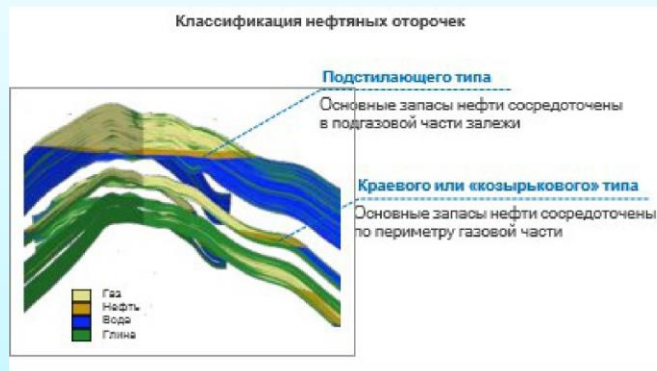 Классификация нефтяных оторочек
Подстилающего типа
Основные запасы нефти сосредоточены
в подгазовой части залежи
Краевого или «козырькового» типа
Основные запасы нефти сосредоточены
по периметру газовой части
Газ
Нефть
Вода
Глина